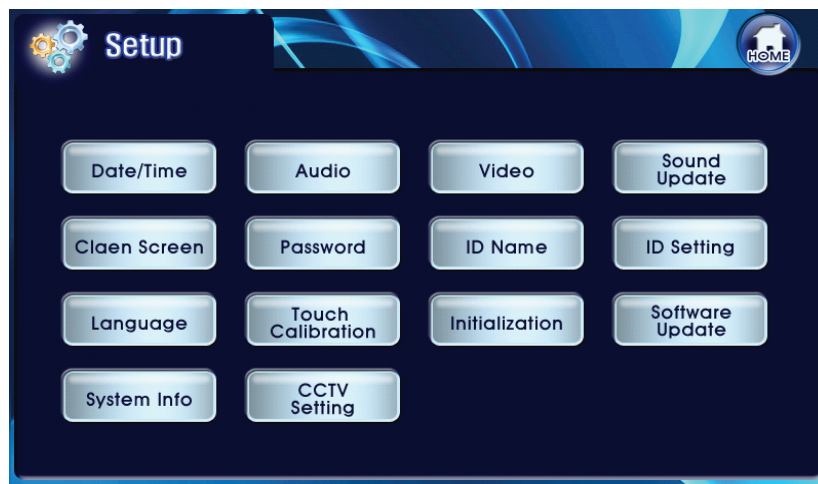 Setup
HOME
Date/Time
Audio
Video
Sound
Update
Claen Screen
Password
ID Name
ID Setting
Language
Touch
Calibration
Initialization
Software
Update
System Info
CCTV
Setting